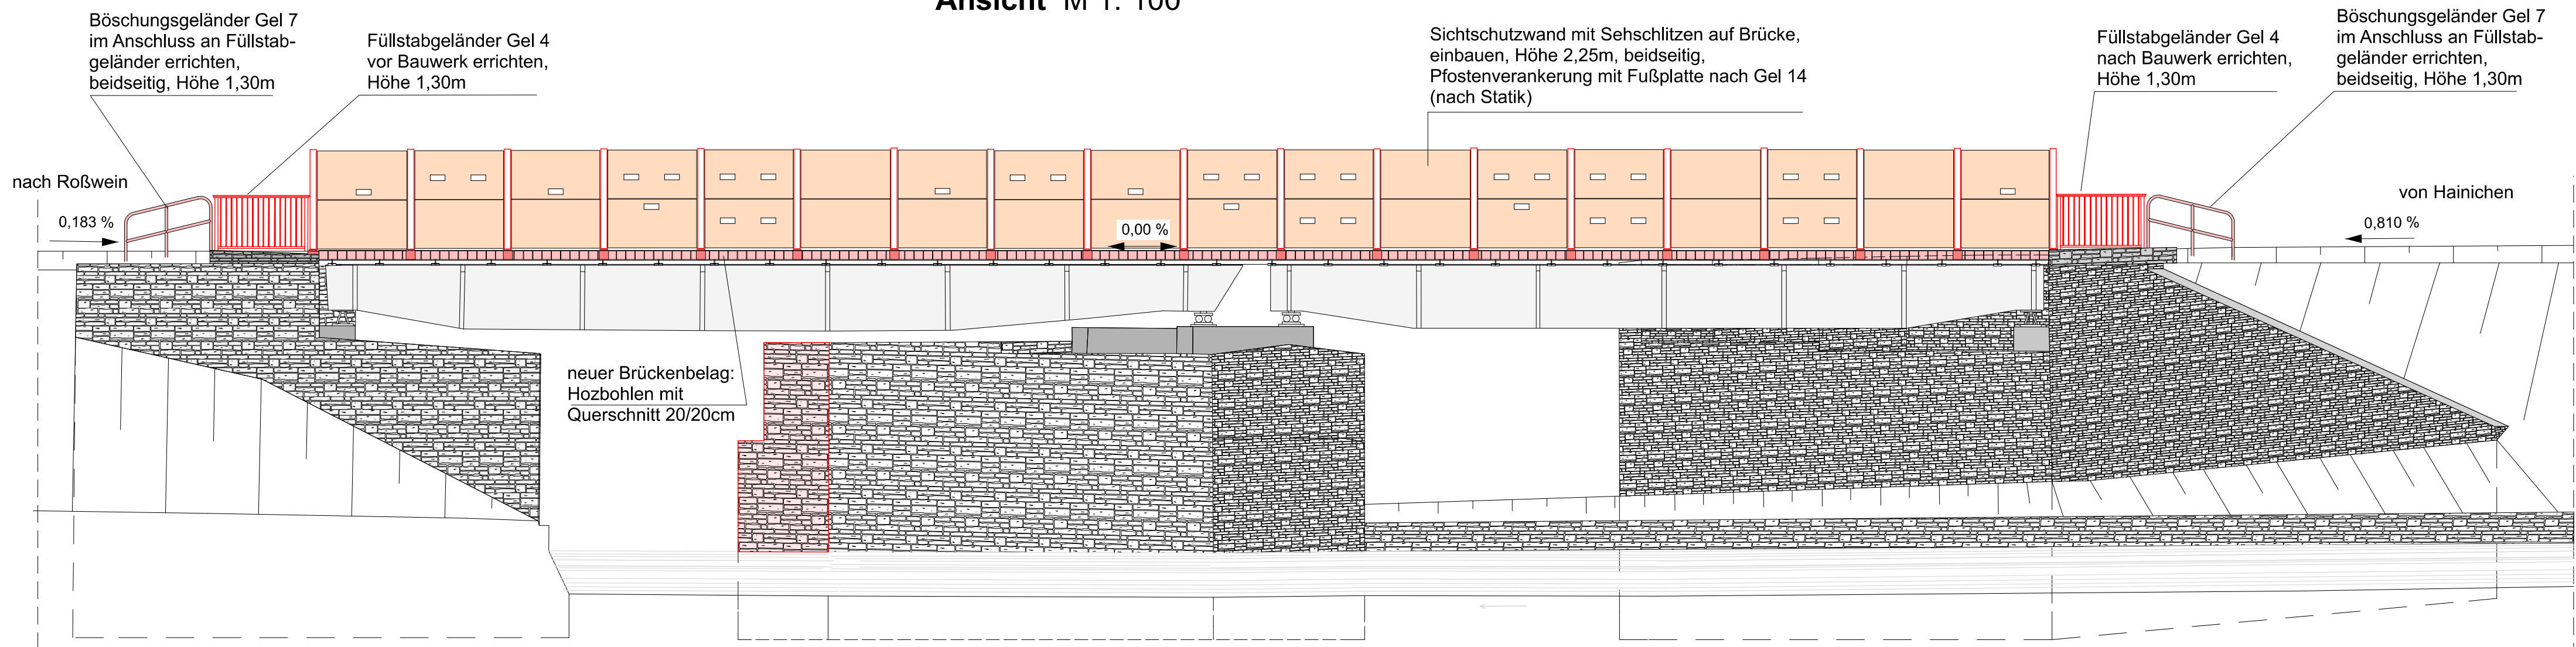 Ansicht M 1: 100
Böschungsgeländer Gel 7
im Anschluss an Füllstab-
geländer errichten,
beidseitig, Höhe 1,30m
Füllstabgeländer Gel 4
vor Bauwerk errichten,
Höhe 1,30m
Sichtschutzwand mit Sehschlitzen auf Brücke,
einbauen, Höhe 2,25m, beidseitig,
Pfostenverankerung mit Fußplatte nach Gel 14
(nach Statik)
Füllstabgeländer Gel 4
nach Bauwerk errichten,
Höhe 1,30m
Böschungsgeländer Gel 7
im Anschluss an Füllstab-
geländer errichten,
beidseitig, Höhe 1,30m
nach Roßwein
von Hainichen
0,183 %
0,00 %
0,810 %
neuer Brückenbelag:
Hozbohlen mit
Querschnitt 20/20cm